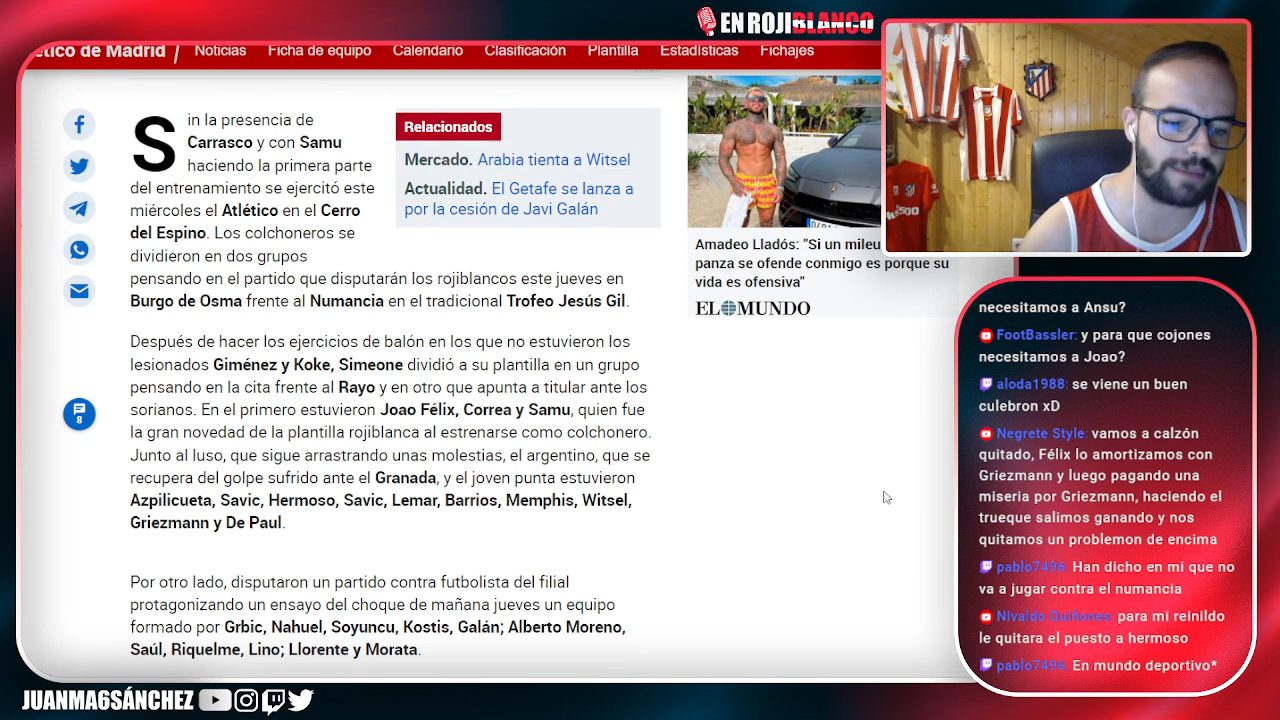 EN ROJIBLANCO
ético de Madrid / Noticias Ficha de equipo Calendario Clasificación Plantilla Estadísticas Fichajes
Sin la presencia de
Carrasco y con Samu
haciendo la primera parte
del entrenamiento se ejercitó este
miércoles el Atlético en el Cerro
del Espino. Los colchoneros se
dividieron en dos grupos
pensando en el partido que disputarán los rojiblancos este jueves en
Burgo de Osma frente al Numancia en el tradicional Trofeo Jesús Gil.
Relacionados
Mercado. Arabia tienta a Witsel
Actualidad. El Getafe se lanza a
por la cesión de Javi Galán
Después de hacer los ejercicios de balón en los que no estuvieron los
lesionados Giménez y Koke, Simeone dividió a su plantilla en un grupo
pensando en la cita frente al Rayo y en otro que apunta a titular ante los
sorianos. En el primero estuvieron Joao Félix, Correa y Samu, quien fue
la gran novedad de la plantilla rojiblanca al estrenarse como colchonero.
Junto al luso, que sigue arrastrando unas molestias, el argentino, que se
recupera del golpe sufrido ante el Granada, y el joven punta estuvieron
Azpilicueta, Savic, Hermoso, Savic, Lemar, Barrios, Memphis, Witsel,
Griezmann y De Paul.
8
Por otro lado, disputaron un partido contra futbolista del filial
protagonizando un ensayo del choque de mañana jueves un equipo
formado por Grbic, Nahuel, Soyuncu, Kostis, Galán; Alberto Moreno,
Saúl, Riquelme, Lino; Llorente y Morata.
Amadeo Lladós: "Si un mileu
panza se ofende conmigo es porque su
vida es ofensiva"
EL MUNDO
necesitamos a Ansu?
FootBassler: y para que cojones
necesitamos a Joao?
aloda1988: se viene un buen
culebron xD
Negrete Style: vamos a calzón
quitado, Félix lo amortizamos con
Griezmann y luego pagando una
miseria por Griezmann, haciendo el
trueque salimos ganando y nos
quitamos un problemon de encima
pablo7496: Han dicho en mi que no
va a jugar contra el numancia
Nivaldo Quiñones: para mi reinildo
le quitara el puesto a hermoso
pablo7496: En mundo deportivo*
JUANMA6SÁNCHEZ